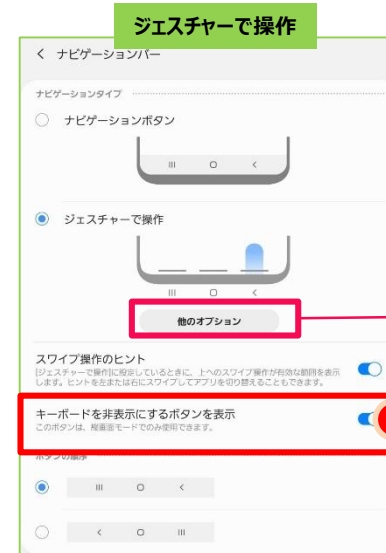 ジェスチャーで操作
ナビゲーションバー
ナビゲーションタイプ
ナビゲーションボタン
ジェスチャーで操作
他のオプション
スワイプ操作のヒント
[ジェスチャーで操作]に設定しているときに、上へのスワイプ操作が有効な範囲を表示
します。ヒントを左または右にスワイプしてアプリを切り替えることもできます。
キーボードを非表示にするボタンを表示
このボタンは、縦画面モードでのみ使用できます。
ボタンの順序